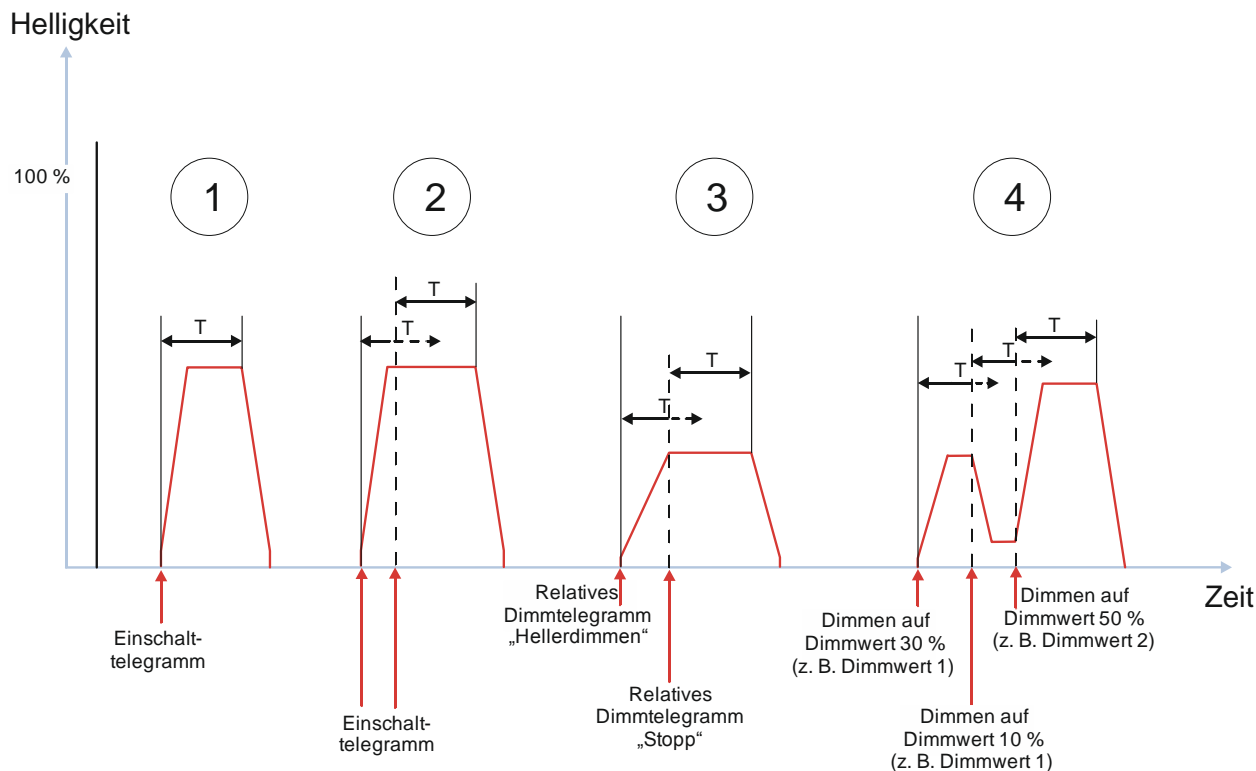 Helligkeit
100 %
1
2
3
4
T
T
T
T
T
T
T
T
Zeit
Einschalt-
telegramm
Einschalt-
telegramm
Relatives
Dimmtelegramm
„Hellerdimmen“
Relatives
Dimmtelegramm
„Stopp“
Dimmen auf
Dimmwert 30 %
(z. B. Dimmwert 1)
Dimmen auf
Dimmwert 10 %
(z. B. Dimmwert 1)
Dimmen auf
Dimmwert 50 %
(z. B. Dimmwert 2)